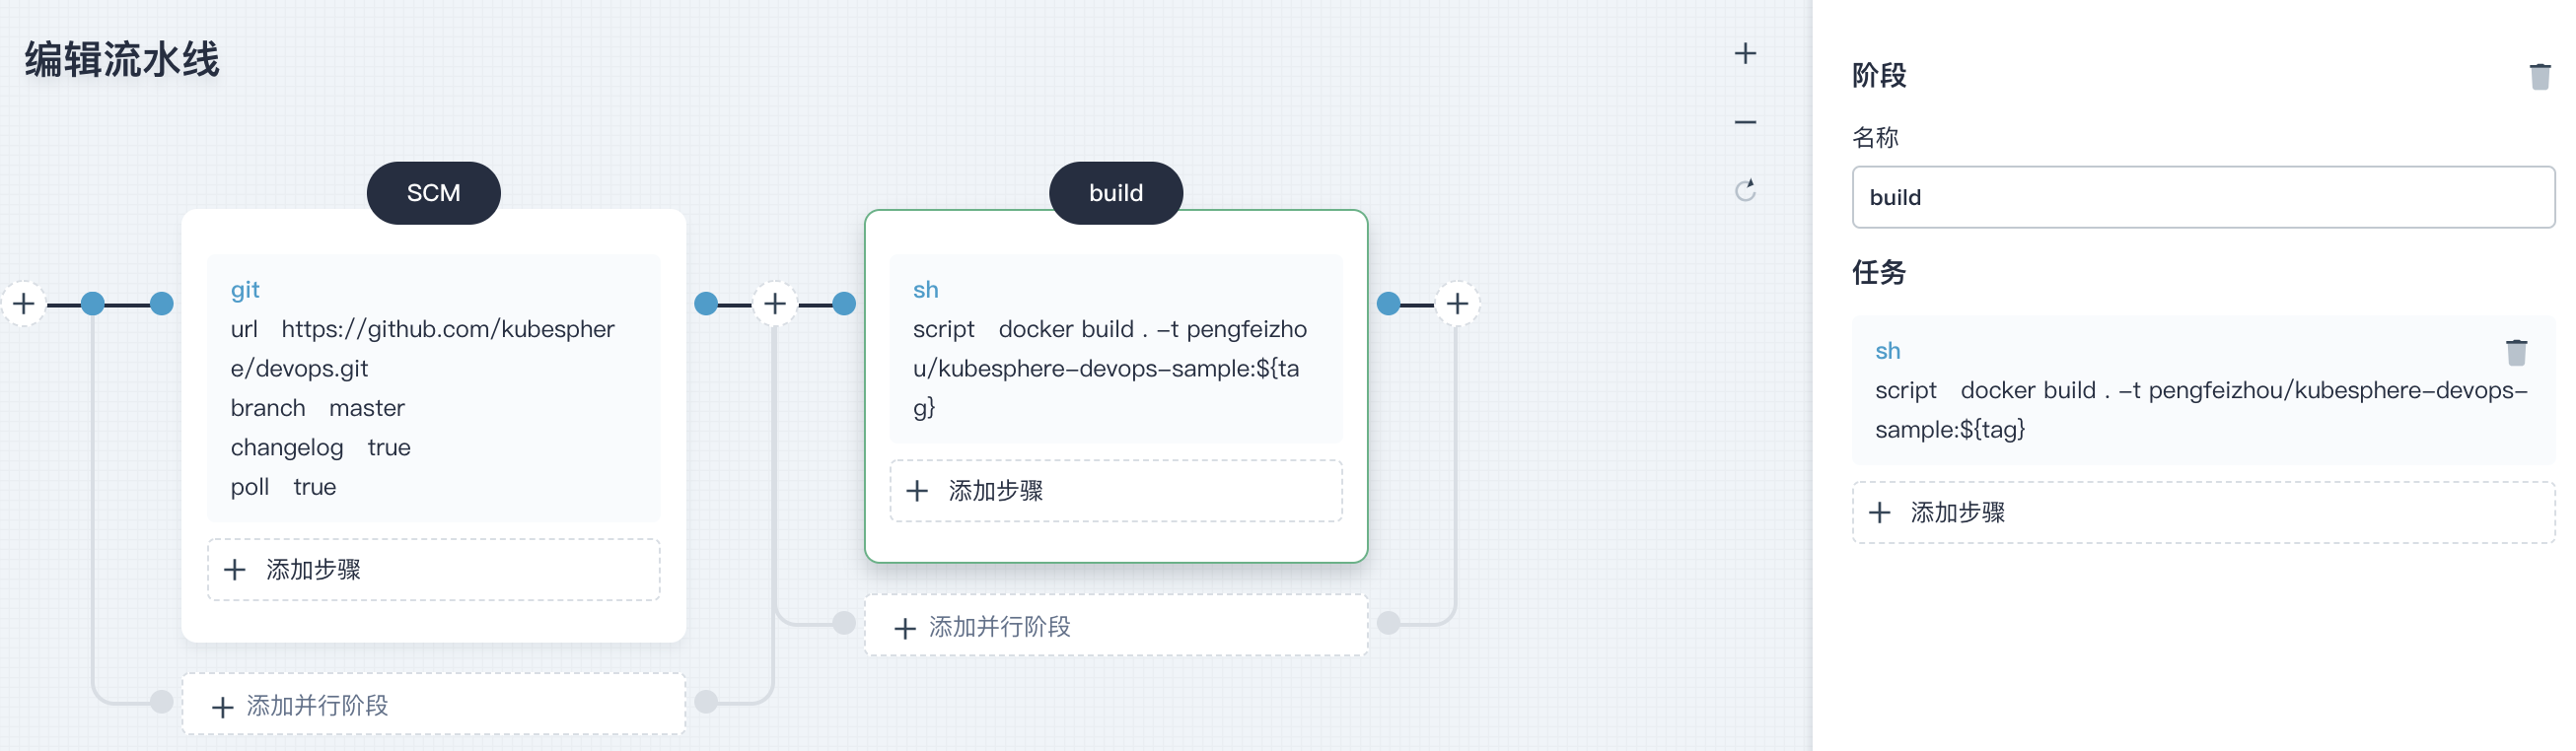 编辑流水线
SCM
git
url https://github.com/kubespher
e/devops.git
branch master
changelog true
poll true
添加步骤
添加并行阶段
build
sh
script docker build . -t pengfeizho
u/kubesphere-devops-sample:${ta
g}
添加步骤
添加并行阶段
阶段
名称
build
任务
sh
script docker build . -t pengfeizhou/kubesphere-devops-
sample:${tag}
添加步骤